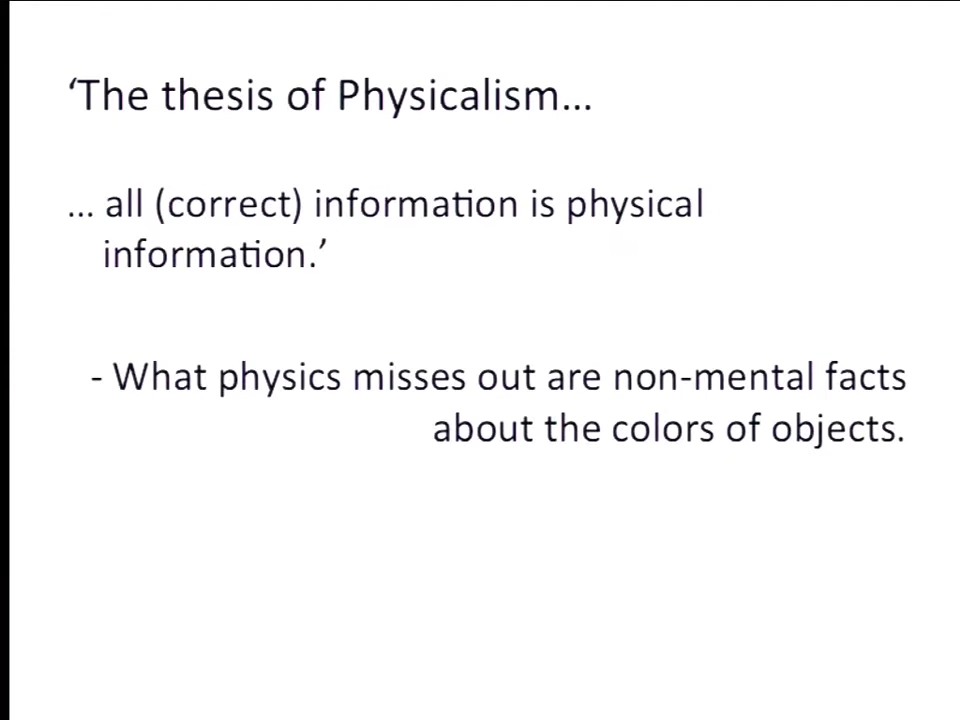 ‘The thesis of Physicalism…
… all (correct) information is physical
information.’
- What physics misses out are non-mental facts
about the colors of objects.